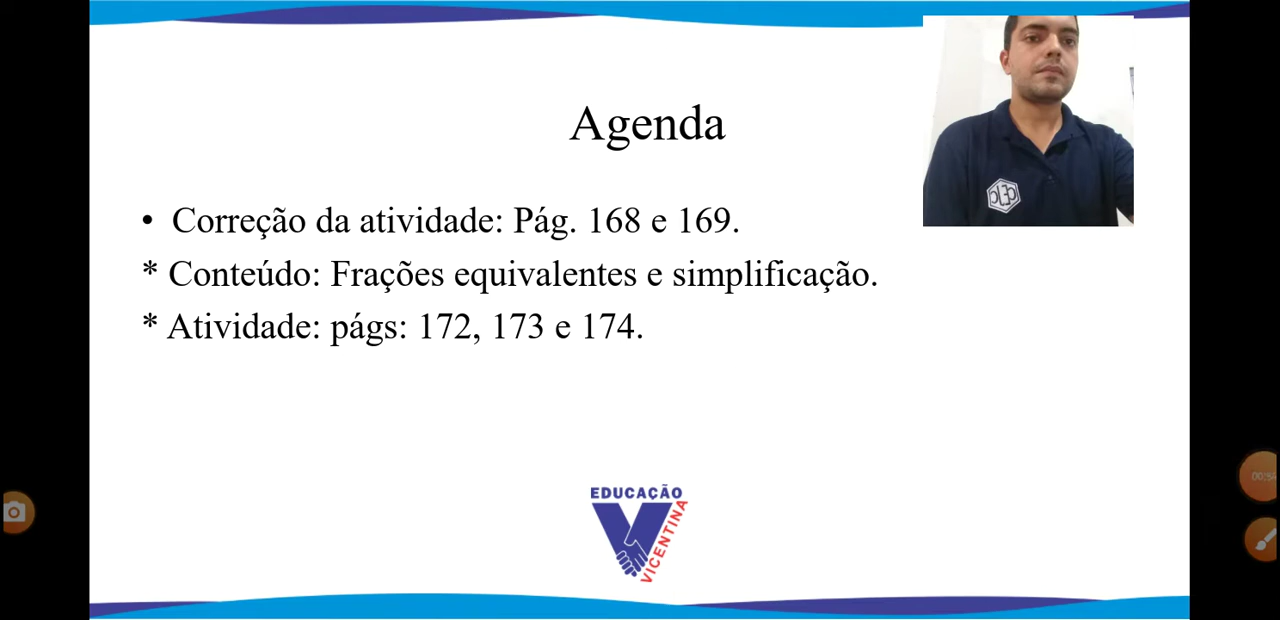 Agenda
• Correção da atividade: Pág. 168 e 169.
* Conteúdo: Frações equivalentes e simplificação.
* Atividade: págs: 172, 173 e 174.
EDUCAÇÃO
VICENTINA